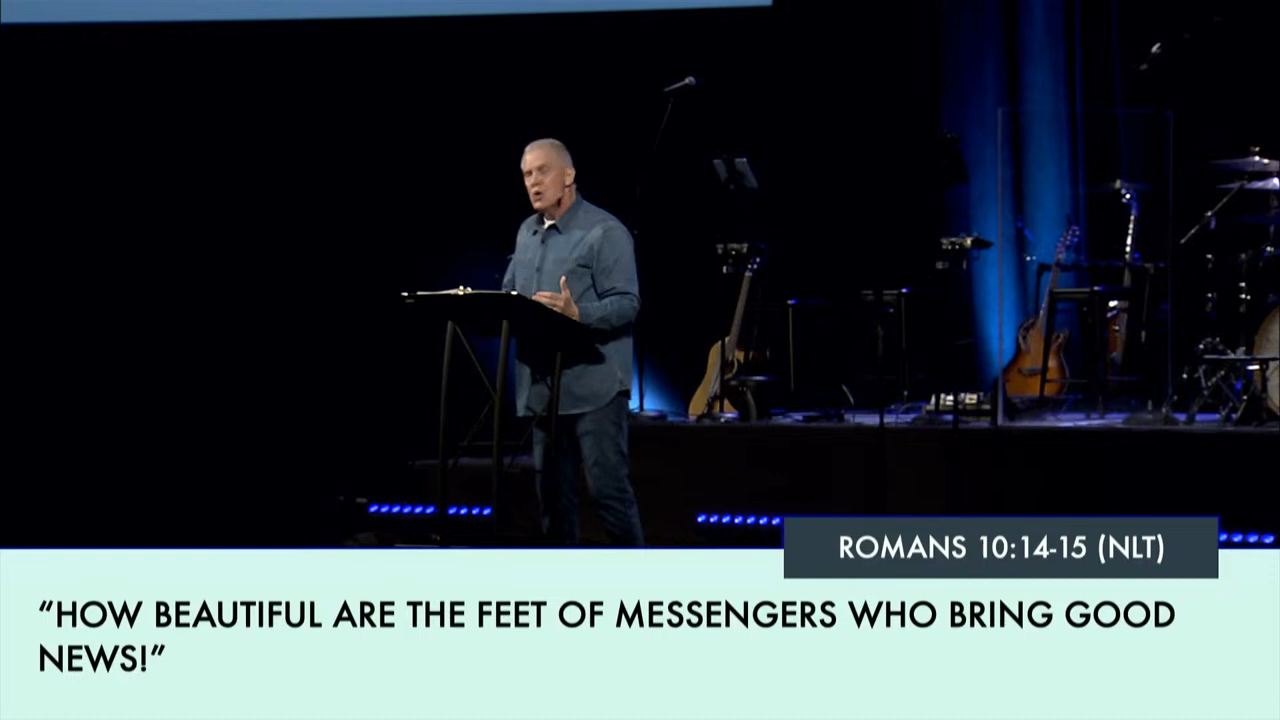 ROMANS 10:14-15 (NLT)
“HOW BEAUTIFUL ARE THE FEET OF MESSENGERS WHO BRING GOOD
NEWS!”